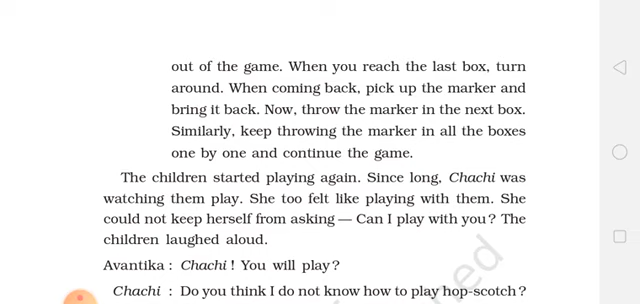 out of the game. When you reach the last box, turn
around. When coming back, pick up the marker and
bring it back. Now, throw the marker in the next box.
Similarly, keep throwing the marker in all the boxes
one by one and continue the game.
The children started playing again. Since long, Chachi was
watching them play. She too felt like playing with them. She
could not keep herself from asking — Can I play with you? The
children laughed aloud.
Avantika : Chachi ! You will play?
Chachi : Do you think I do not know how to play hop-scotch?